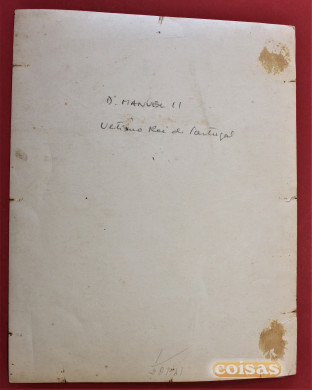 D. MANUEL II
Ultimo Rei de Portugal
coisas